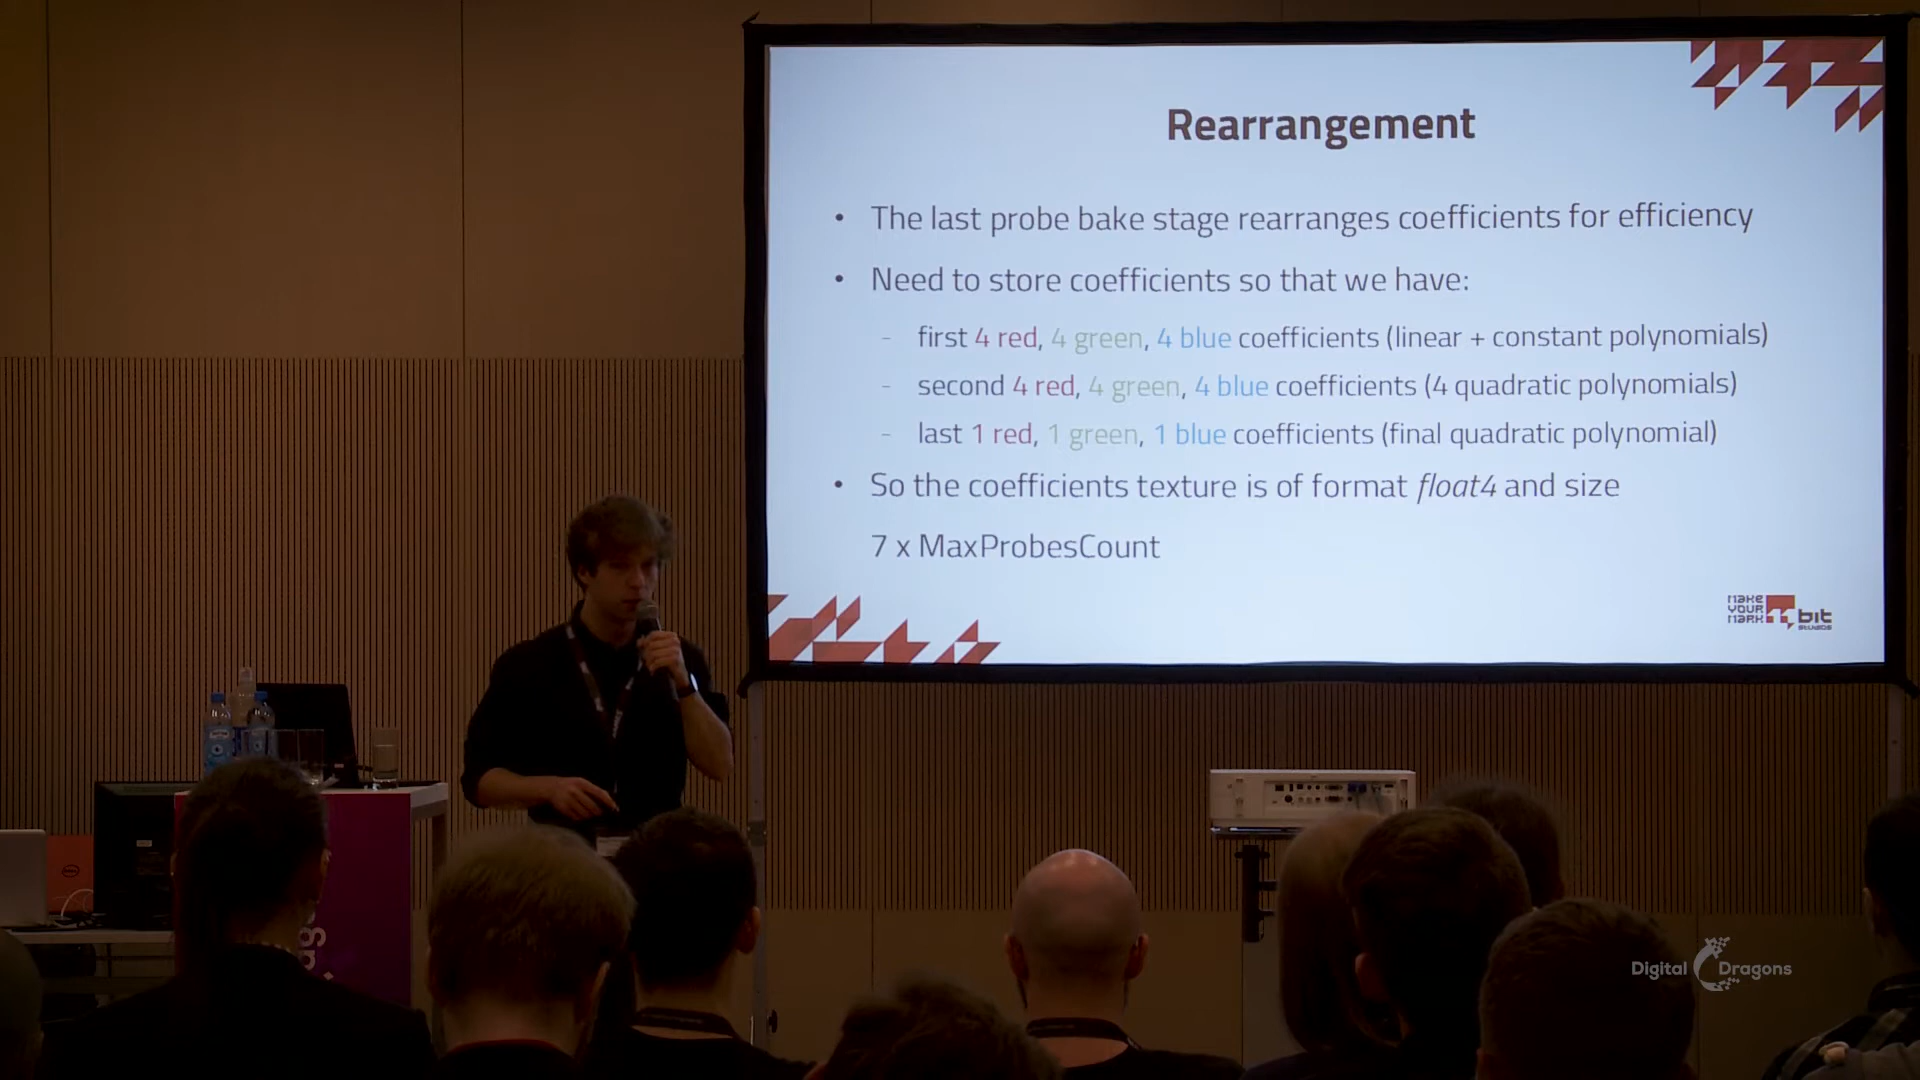 Rearrangement
• The last probe bake stage rearranges coefficients for efficiency
• Need to store coefficients so that we have:
- first 4 red, 4 green, 4 blue coefficients (linear + constant polynomials)
- second 4 red, 4 green, 4 blue coefficients (4 quadratic polynomials)
- last 1 red, 1 green, 1 blue coefficients (final quadratic polynomial)
• So the coefficients texture is of format float4 and size
7 x MaxProbesCount
MAKE
YOUR
MARK
11 bit
STUDIOS
Digital Dragons